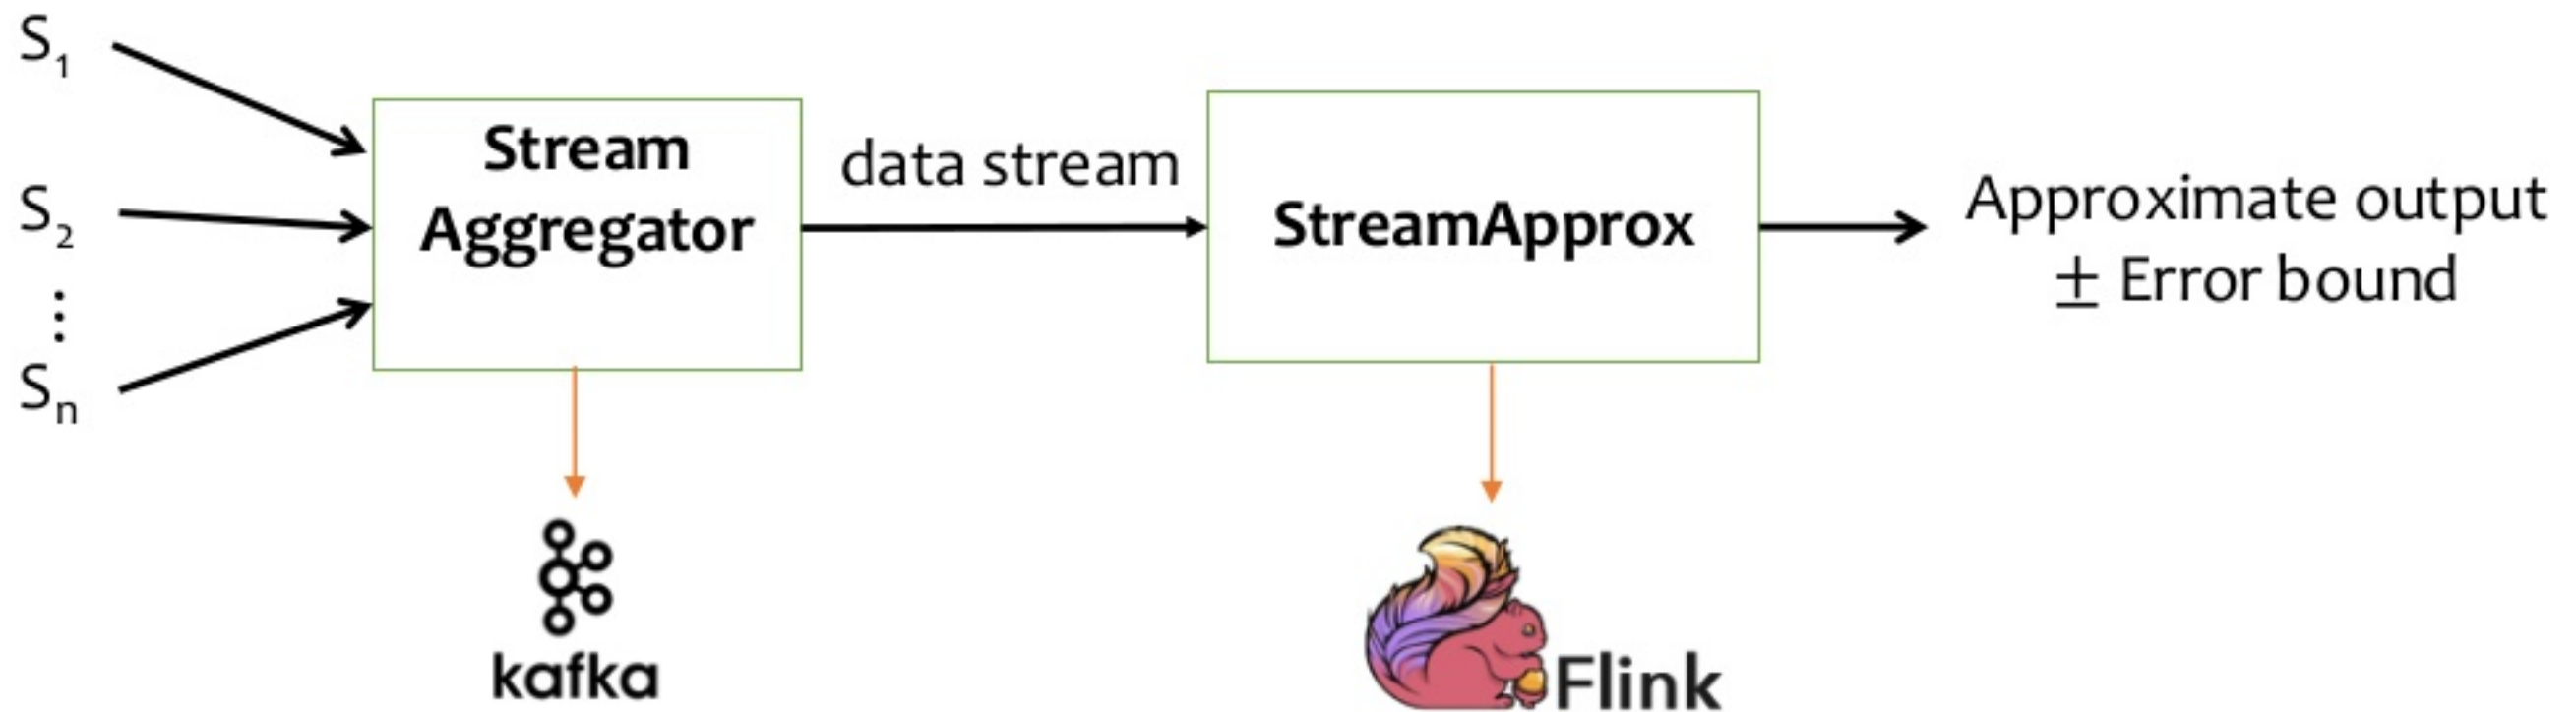 S1
S2
⋮
Sn
Stream
Aggregator
data stream
StreamApprox
Approximate output
± Error bound
kafka
Flink